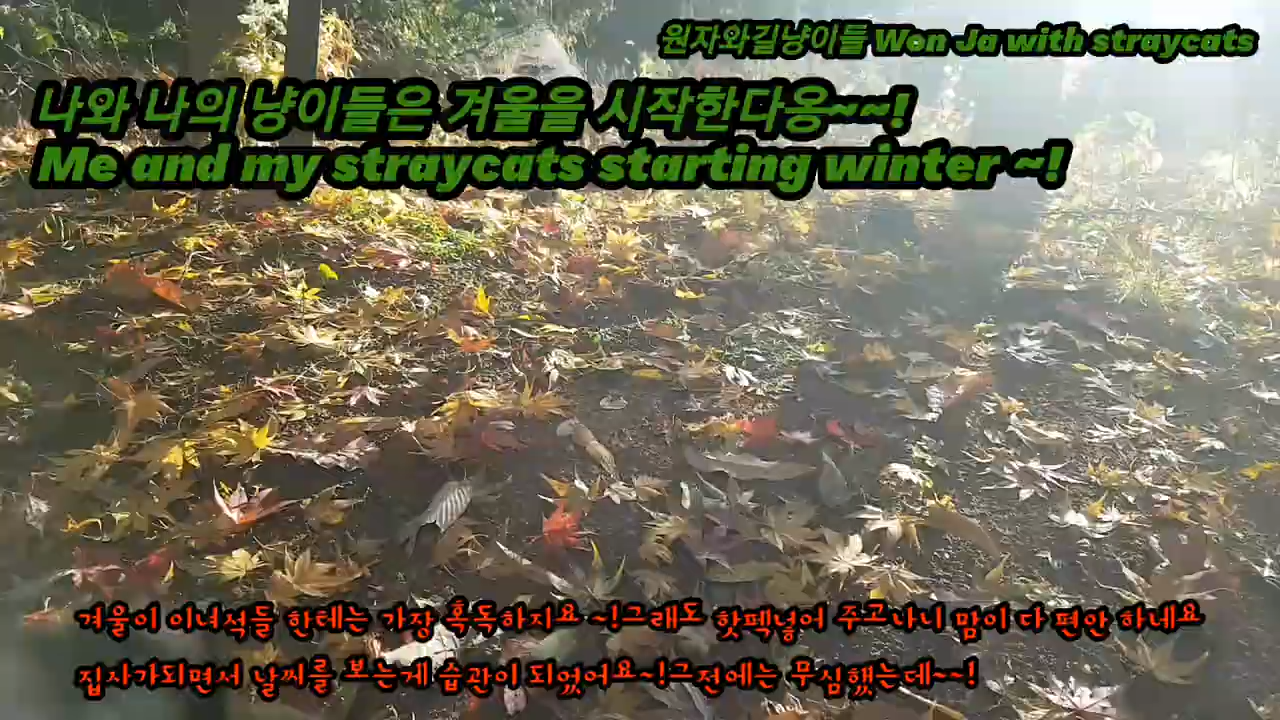 원자와길냥이들 Won Ja with straycats
나와 나의 냥이들은 겨울을 시작한다옹~~!
Me and my straycats starting winter ~!
겨울이 이녀석들 한테는 가장 혹독하지요 ~!그래도 핫팩넣어 주고나니 맘이 다 편안 하네요
집사가되면서 날씨를 보는게 습관이 되었어요~!그전에는 무심했는데~~!